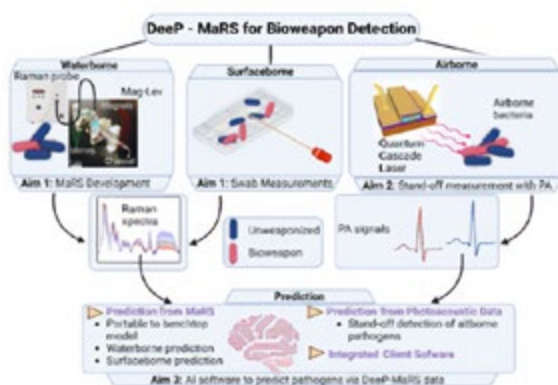 DeeP - MaRS for Bioweapon Detection
Waterborne
Raman probe
Mag-Lev
Aim 1: MaRS Development
Surfaceborne
Aim 1: Swab Measurements
Airborne
Airborne
bacteria
Quantum
Cascade
Laser
Aim 2: Stand-off measurement with PA
Raman
spectra
Unweaponized
Bioweapon
PA signals
Prediction
Prediction from MaRS
• Portable to benchtop
model
• Waterborne prediction
• Surfaceborne prediction
Prediction from Photoacoustic Data
• Stand-off detection of airborne
pathogens
Integrated Client Sofware
Aim 3: AI software to predict pathogens via DeeP-MaRS data